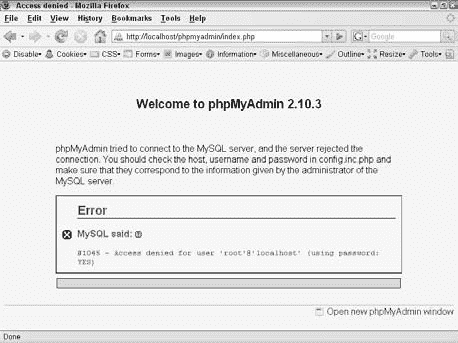 Access denied - Mozilla Firefox
File Edit View History Bookmarks Tools Help
http://localhost/phpmyadmin/index.php
Google
Disable Cookies CSS Forms Images Information Miscellaneous Outline Resize Tools
Welcome to phpMyAdmin 2.10.3
phpMyAdmin tried to connect to the MySQL server, and the server rejected the
connection. You should check the host, username and password in config.inc.php and
make sure that they correspond to the information given by the administrator of the
MySQL server.
Error
MySQL said:
#1045 - Access denied for user 'root'@'localhost' (using password:
YES)
Open new phpMyAdmin window
Done